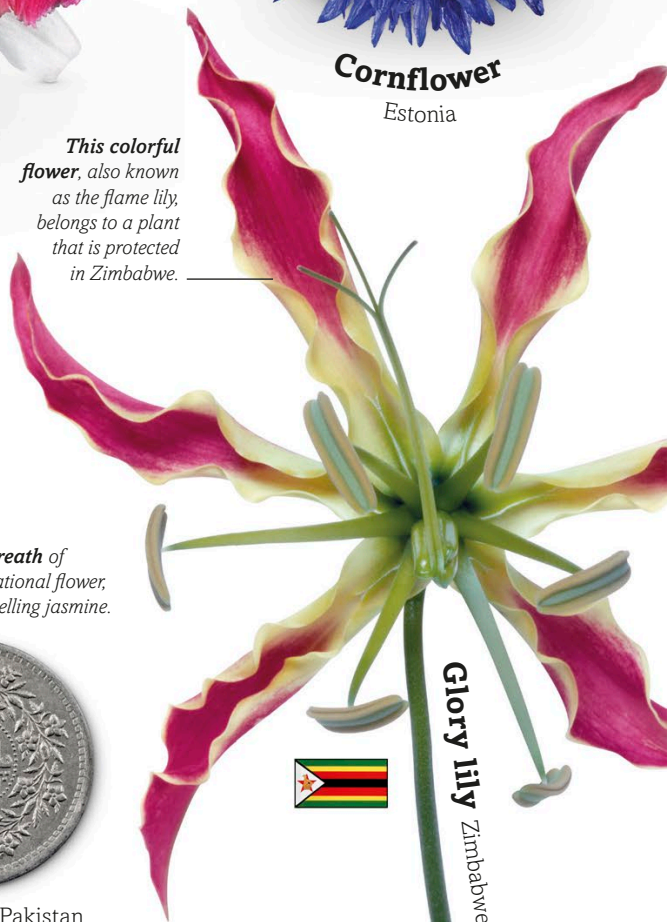 Cornflower
Estonia
This colorful
flower, also known
as the flame lily,
belongs to a plant
that is protected
in Zimbabwe.
reath of
ational flower,
elling jasmine.
Glory lily Zimbabwe
Pakistan